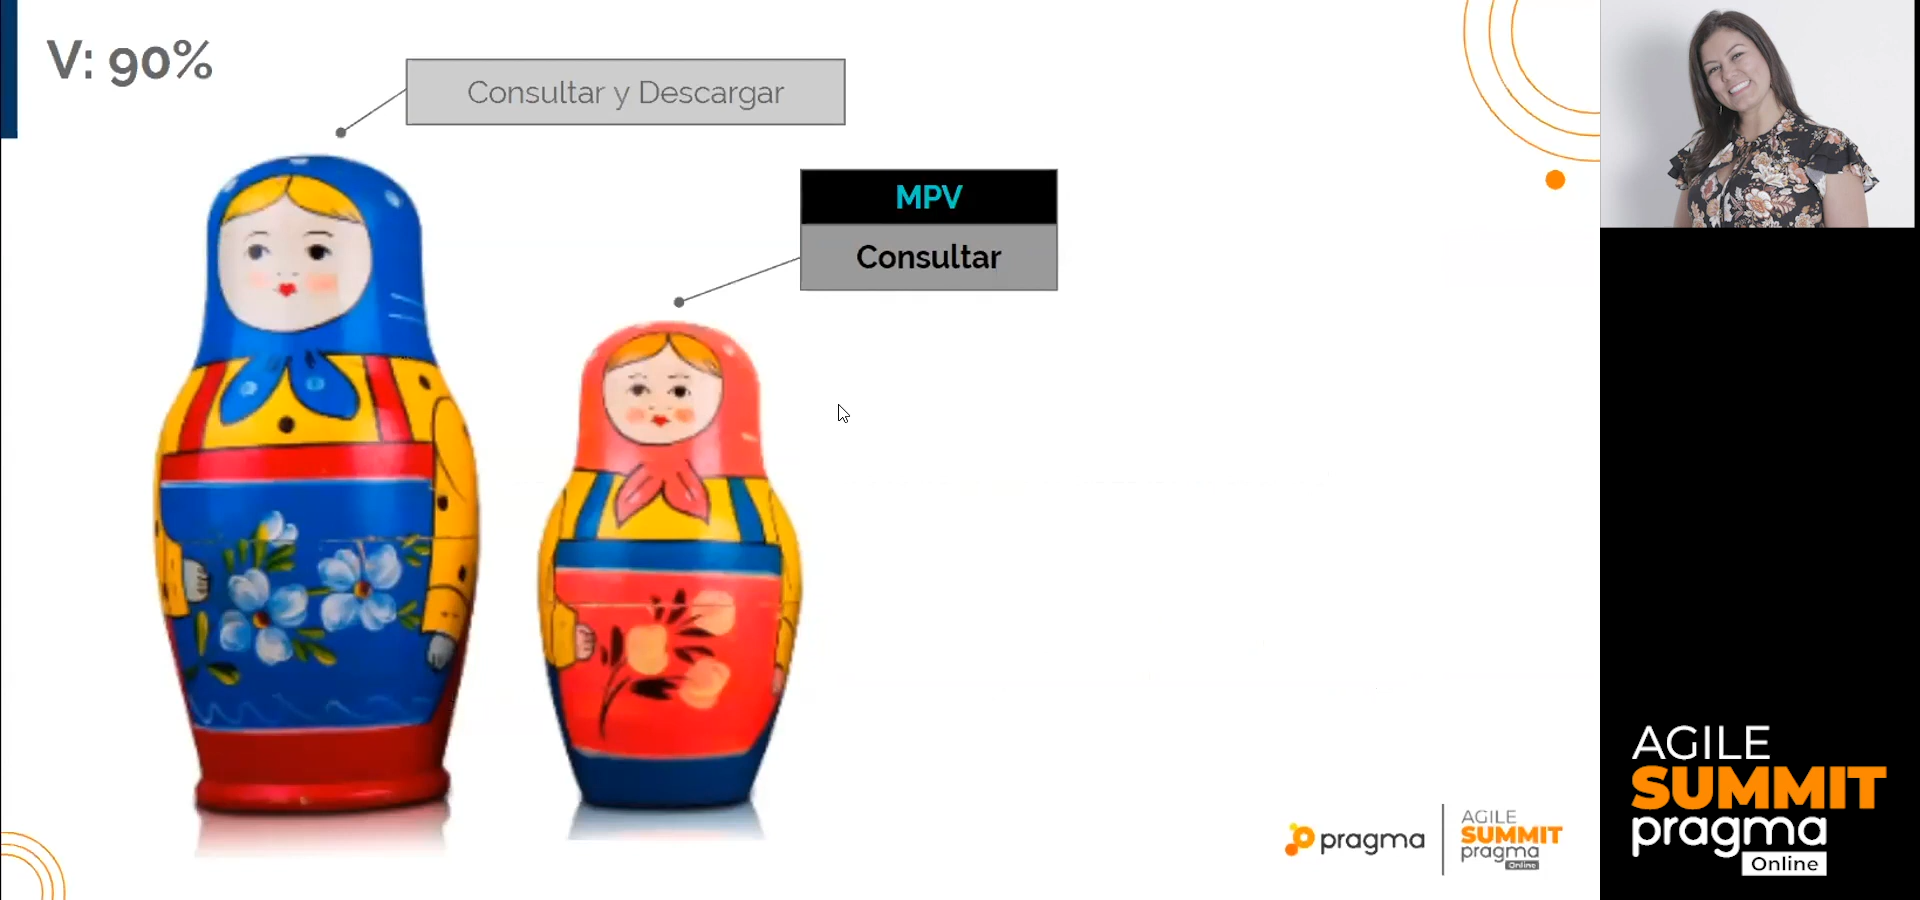 V: 90%
Consultar y Descargar
MPV
Consultar
pragma
AGILE
SUMMIT
pragma
Online
AGILE
SUMMIT
pragma
Online